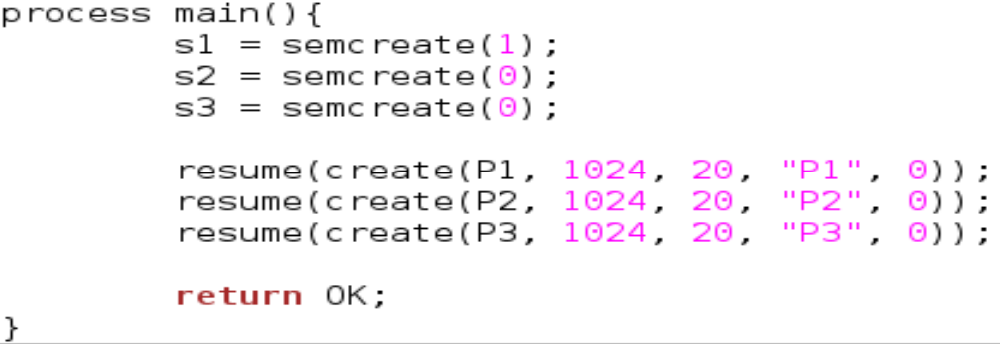 process main(){
s1 = semcreate(1);
s2 = semcreate(0);
s3 = semcreate(0);
resume(create(P1, 1024, 20, "P1", 0));
resume(create(P2, 1024, 20, "P2", 0));
resume(create(P3, 1024, 20, "P3", 0));
return OK;
}